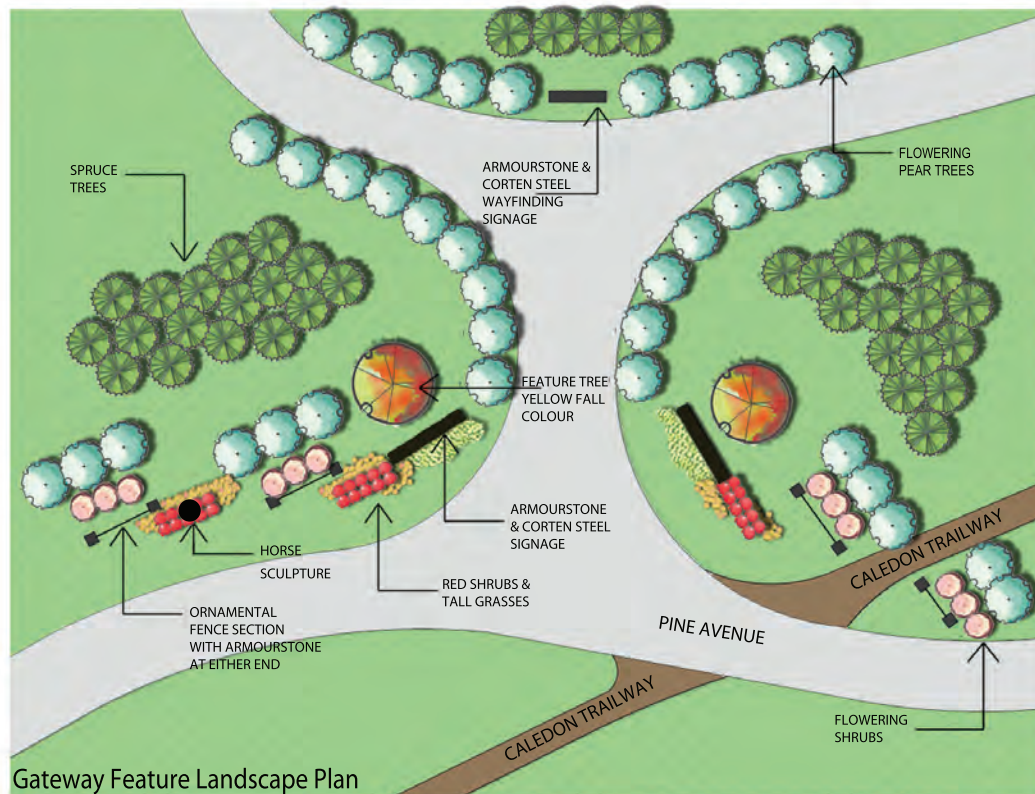 SPRUCE
TREES
ARMOURSTONE &
CORTEN STEEL
WAYFINDING
SIGNAGE
FLOWERING
PEAR TREES
FEATURE TREE
YELLOW FALL
COLOUR
ARMOURSTONE
& CORTEN STEEL
SIGNAGE
HORSE
SCULPTURE
RED SHRUBS &
TALL GRASSES
ORNAMENTAL
FENCE SECTION
WITH ARMOURSTONE
AT EITHER END
CALEDON TRAILWAY
PINE AVENUE
CALEDON TRAILWAY
FLOWERING
SHRUBS
Gateway Feature Landscape Plan